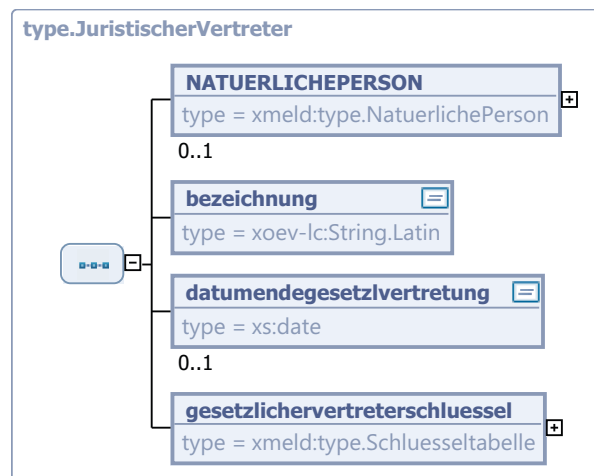 type.JuristischerVertreter
NATUERLICHEPERSON
type = xmeld:type.NatuerlichePerson
0..1
bezeichnung
type = xoev-lc:String.Latin
datumendegesetzlvertretung
type = xs:date
0..1
gesetzlichervertreterschluessel
type = xmeld:type.Schluesseltabelle